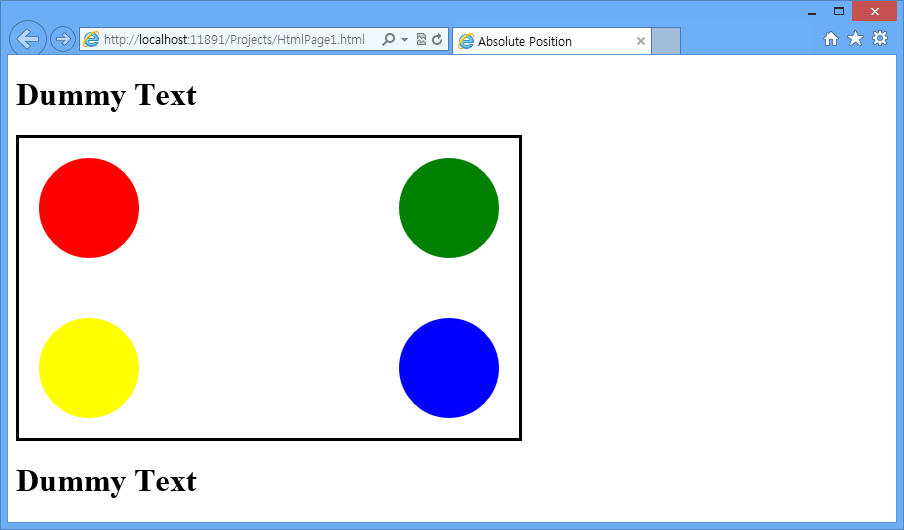 http://localhost:11891/Projects/HtmlPage1.html
Absolute Position
Dummy Text
Dummy Text